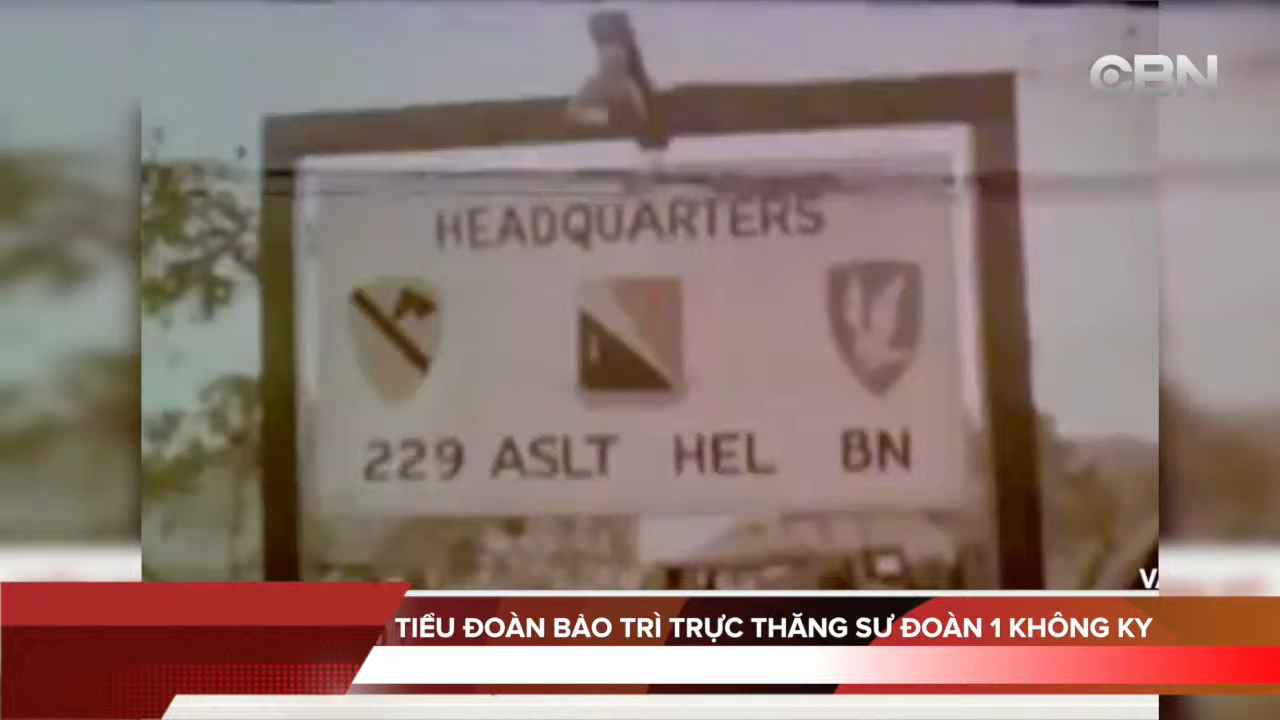 CBN
HEADQUARTERS
229 ASLT HEL BN
TIỂU ĐOÀN BẢO TRÌ TRỰC THĂNG SƯ ĐOÀN 1 KHÔNG KỴ